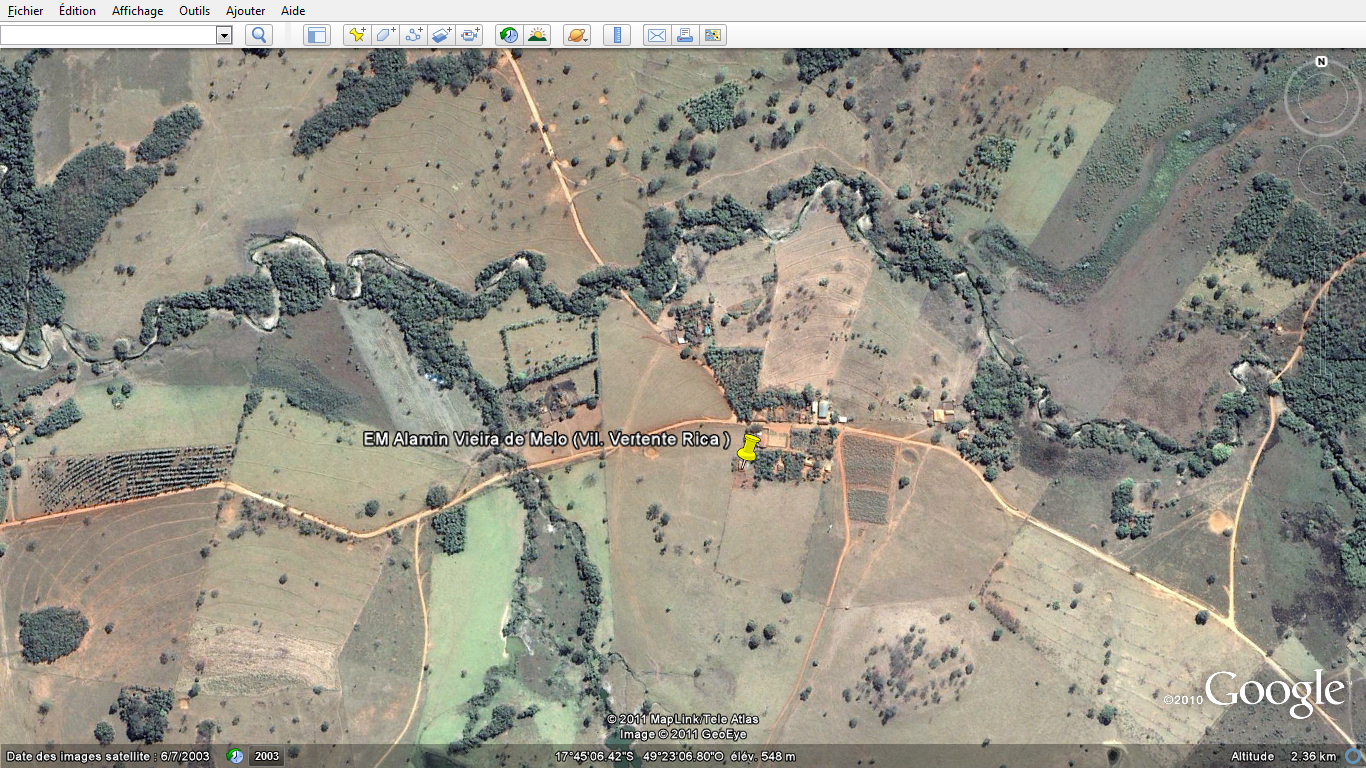 Fichier Édition Affichage Outils Ajouter Aide
N
EM Alamin Vieira de Melo (Vil. Vertente Rica )
©2010 Google™
© 2011 MapLink/Tele Atlas
Image © 2011 GeoEye
Date des images satellite : 6/7/2003 2003 17°45'06.42"S 49°23'06.80"O élév. 548 m Altitude 2.36 km